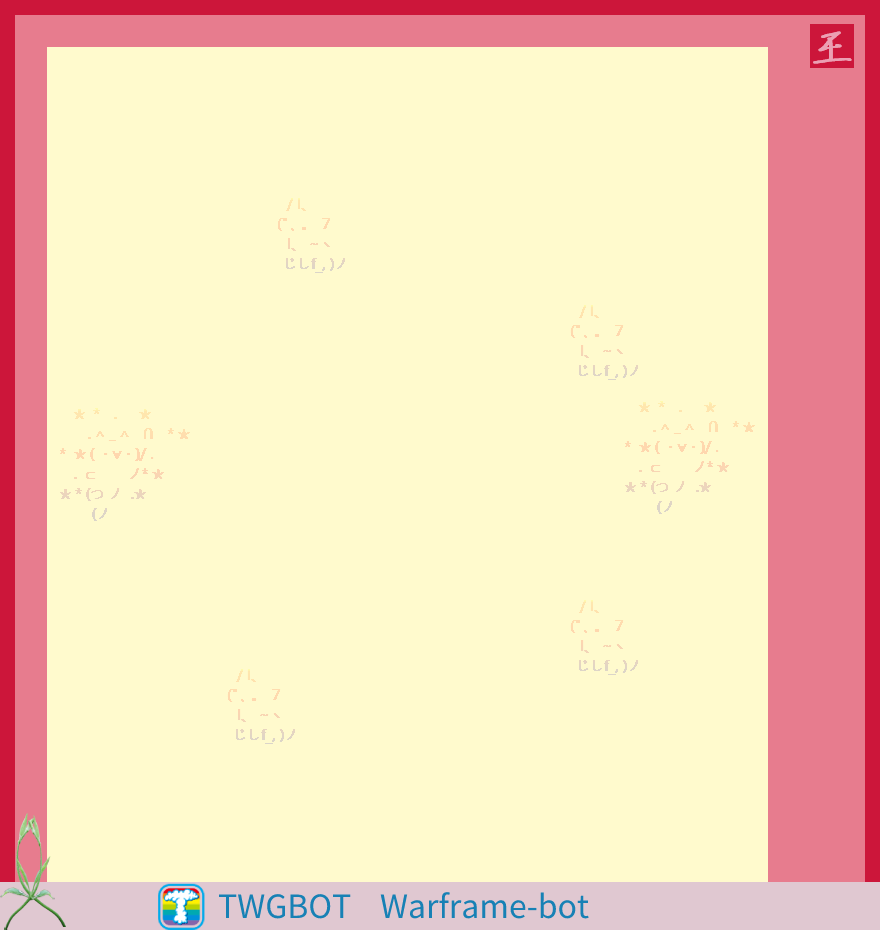 王
/|、
(˚、。 7
|、 ~ヽ
じしf_, )ノ
/|、
(˚、。 7
|、 ~ヽ
じしf_, )ノ
★ * . ★
. ∧ _ ∧ ∩ * ★
* ★ ( ・∀・)/ .
. ⊂ ノ* ★
★ * (つ ノ .★
(ノ
★ * . ★
. ∧ _ ∧ ∩ * ★
* ★ ( ・∀・)/ .
. ⊂ ノ* ★
★ * (つ ノ .★
(ノ
/|、
(˚、。 7
|、 ~ヽ
じしf_, )ノ
/|、
(˚、。 7
|、 ~ヽ
じしf_, )ノ
TWGBOT Warframe-bot